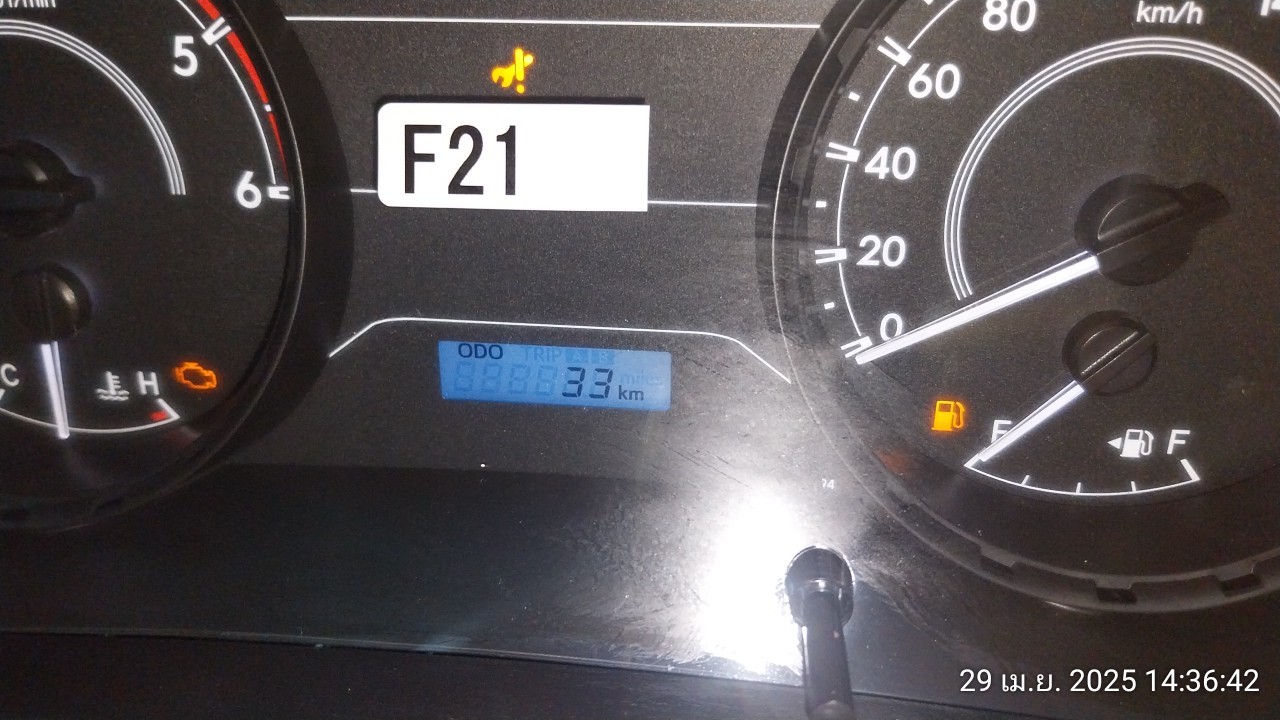 5
6
F21
80
km/h
60
40
20
0
C
H
ODO TRIP A B
33 km
E
F
29 เม.ย. 2025 14:36:42